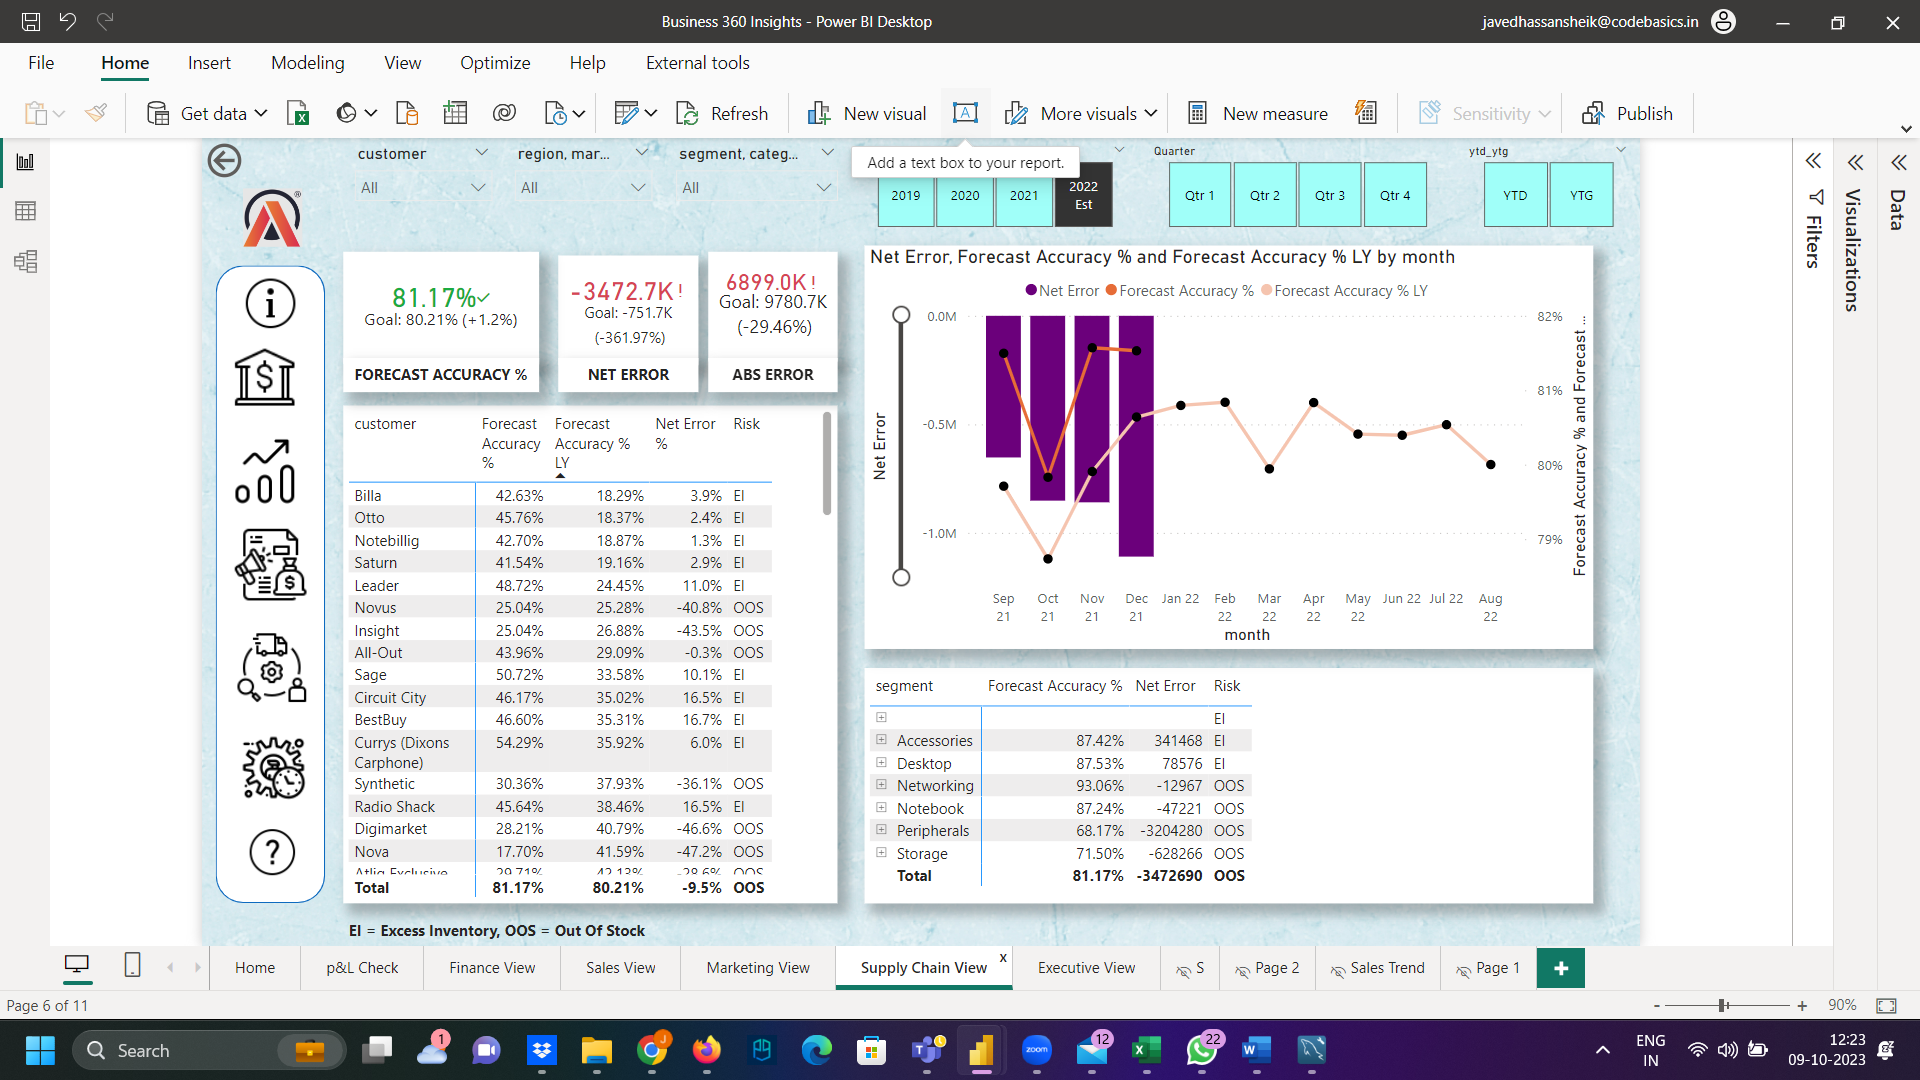 Business 360 Insights - Power BI Desktop
javedhassansheik@codebasics.in
File Home Insert Modeling View Optimize Help External tools
Get data Refresh New visual More visuals New measure Sensitivity Publish
customer region, mar... segment, categ... Quarter ytd_ytg
Add a text box to your report.
All All All
2019 2020 2021 2022 Est
Qtr 1 Qtr 2 Qtr 3 Qtr 4
YTD YTG
Filters
Visualizations
Data
81.17%
Goal: 80.21% (+1.2%)
FORECAST ACCURACY %
-3472.7K!
Goal: -751.7K
(-361.97%)
NET ERROR
6899.0K!
Goal: 9780.7K
(-29.46%)
ABS ERROR
Net Error, Forecast Accuracy % and Forecast Accuracy % LY by month
Net Error Forecast Accuracy % Forecast Accuracy % LY
Net Error
0.0M
-0.5M
-1.0M
82%
81%
80%
79%
Forecast Accuracy % and Forecast ...
Sep 21 Oct 21 Nov 21 Dec 21 Jan 22 Feb 22 Mar 22 Apr 22 May 22 Jun 22 Jul 22 Aug 22
month
customer Forecast Accuracy % Forecast Accuracy % LY Net Error % Risk
Billa 42.63% 18.29% 3.9% EI
Otto 45.76% 18.37% 2.4% EI
Notebillig 42.70% 18.87% 1.3% EI
Saturn 41.54% 19.16% 2.9% EI
Leader 48.72% 24.45% 11.0% EI
Novus 25.04% 25.28% -40.8% OOS
Insight 25.04% 26.88% -43.5% OOS
All-Out 43.96% 29.09% -0.3% OOS
Sage 50.72% 33.58% 10.1% EI
Circuit City 46.17% 35.02% 16.5% EI
BestBuy 46.60% 35.31% 16.7% EI
Currys (Dixons Carphone) 54.29% 35.92% 6.0% EI
Synthetic 30.36% 37.93% -36.1% OOS
Radio Shack 45.64% 38.46% 16.5% EI
Digimarket 28.21% 40.79% -46.6% OOS
Nova 17.70% 41.59% -47.2% OOS
Atliq Exclusive 29.71% 42.13% -28.6% OOS
Total 81.17% 80.21% -9.5% OOS
segment Forecast Accuracy % Net Error Risk
EI
Accessories 87.42% 341468 EI
Desktop 87.53% 78576 EI
Networking 93.06% -12967 OOS
Notebook 87.24% -47221 OOS
Peripherals 68.17% -3204280 OOS
Storage 71.50% -628266 OOS
Total 81.17% -3472690 OOS
EI = Excess Inventory, OOS = Out Of Stock
Home p&L Check Finance View Sales View Marketing View Supply Chain View x Executive View S Page 2 Sales Trend Page 1 +
Page 6 of 11
- + 90%
Search
1
zoom
12
22
ENG IN
12:23
09-10-2023